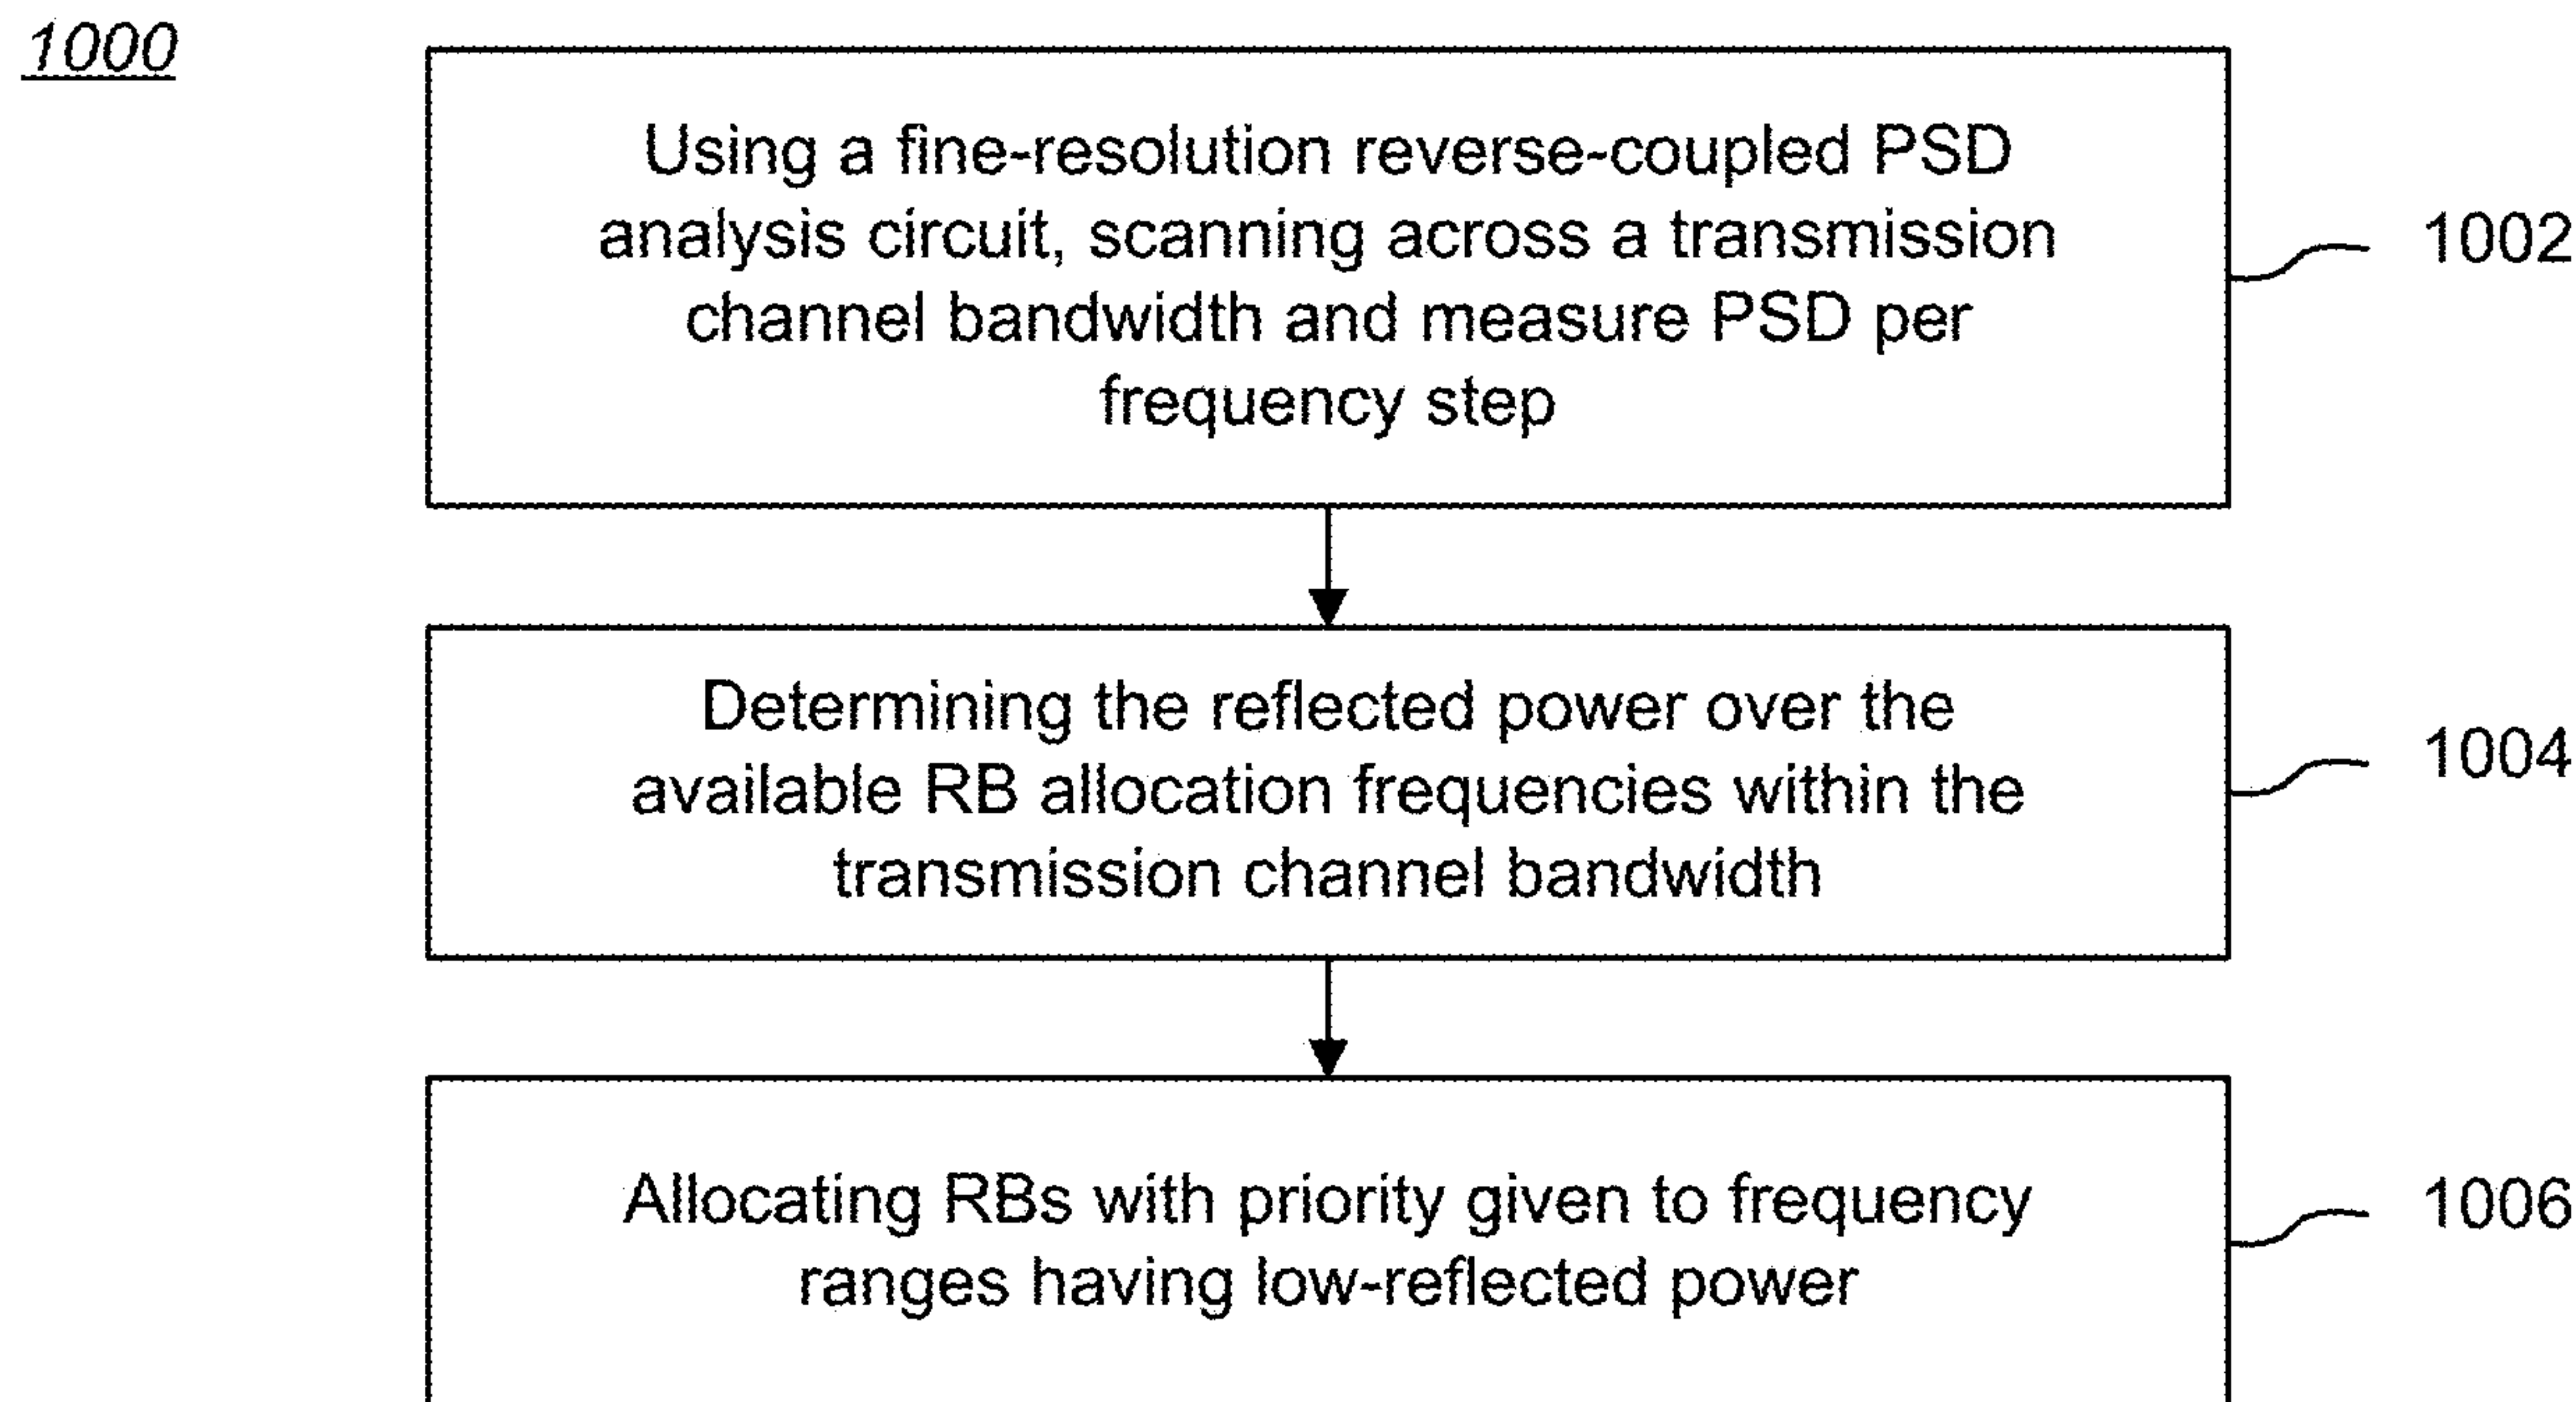 1000
Using a fine-resolution reverse-coupled PSD
analysis circuit, scanning across a transmission
channel bandwidth and measure PSD per
frequency step
1002
Determining the reflected power over the
available RB allocation frequencies within the
transmission channel bandwidth
1004
Allocating RBs with priority given to frequency
ranges having low-reflected power
1006